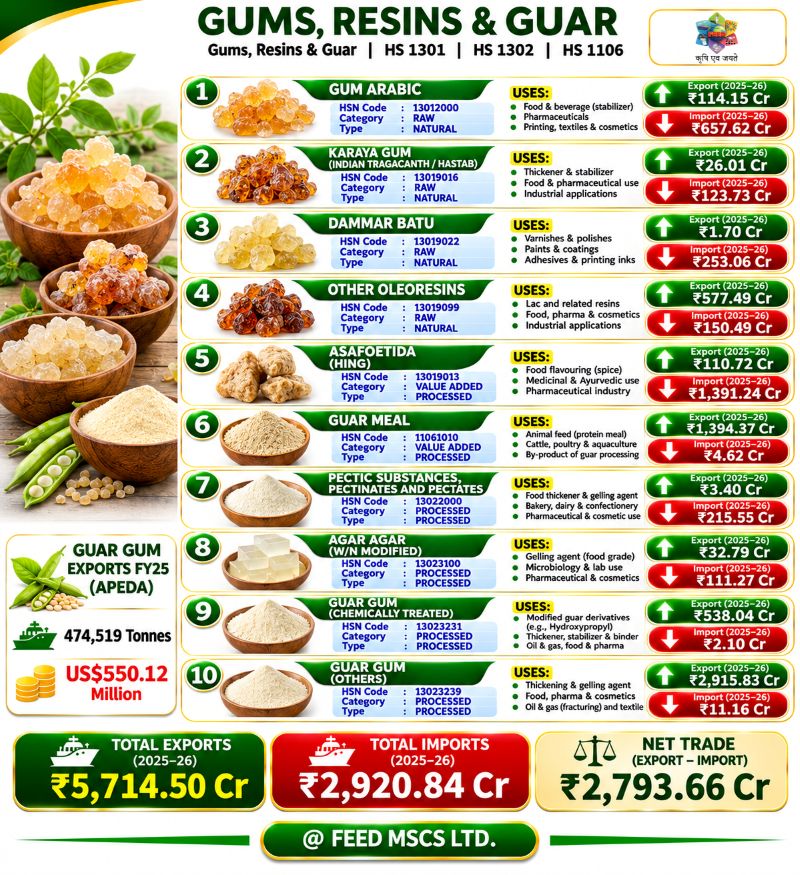 GUMS, RESINS & GUAR
Gums, Resins & Guar | HS 1301 | HS 1302 | HS 1106
FEED
कृषि एवं जयते
1
GUM ARABIC
HSN Code : 13012000
Category : RAW
Type : NATURAL
USES:
• Food & beverage (stabilizer)
• Pharmaceuticals
• Printing, textiles & cosmetics
Export (2025–26)
₹114.15 Cr
Import (2025–26)
₹657.62 Cr
2
KARAYA GUM
(INDIAN TRAGACANTH / HASTAB)
HSN Code : 13019016
Category : RAW
Type : NATURAL
USES:
• Thickener & stabilizer
• Food & pharmaceutical use
• Industrial applications
Export (2025–26)
₹26.01 Cr
Import (2025–26)
₹123.73 Cr
3
DAMMAR BATU
HSN Code : 13019022
Category : RAW
Type : NATURAL
USES:
• Varnishes & polishes
• Paints & coatings
• Adhesives & printing inks
Export (2025–26)
₹1.70 Cr
Import (2025–26)
₹253.06 Cr
4
OTHER OLEORESINS
HSN Code : 13019099
Category : RAW
Type : NATURAL
USES:
• Lac and related resins
• Food, pharma & cosmetics
• Industrial applications
Export (2025–26)
₹577.49 Cr
Import (2025–26)
₹150.49 Cr
5
ASAFOETIDA
(HING)
HSN Code : 13019013
Category : VALUE ADDED
Type : PROCESSED
USES:
• Food flavouring (spice)
• Medicinal & Ayurvedic use
• Pharmaceutical industry
Export (2025–26)
₹110.72 Cr
Import (2025–26)
₹1,391.24 Cr
6
GUAR MEAL
HSN Code : 11061010
Category : VALUE ADDED
Type : PROCESSED
USES:
• Animal feed (protein meal)
• Cattle, poultry & aquaculture
• By-product of guar processing
Export (2025–26)
₹1,394.37 Cr
Import (2025–26)
₹4.62 Cr
7
PECTIC SUBSTANCES,
PECTINATES AND PECTATES
HSN Code : 13022000
Category : PROCESSED
Type : PROCESSED
USES:
• Food thickener & gelling agent
• Bakery, dairy & confectionery
• Pharmaceutical & cosmetic use
Export (2025–26)
₹3.40 Cr
Import (2025–26)
₹215.55 Cr
8
AGAR AGAR
(W/N MODIFIED)
HSN Code : 13023100
Category : PROCESSED
Type : PROCESSED
USES:
• Gelling agent (food grade)
• Microbiology & lab use
• Pharmaceutical & cosmetics
Export (2025–26)
₹32.79 Cr
Import (2025–26)
₹111.27 Cr
9
GUAR GUM
(CHEMICALLY TREATED)
HSN Code : 13023231
Category : PROCESSED
Type : PROCESSED
USES:
• Modified guar derivatives
(e.g., Hydroxypropyl)
• Thickener, stabilizer & binder
• Oil & gas, food & pharma
Export (2025–26)
₹538.04 Cr
Import (2025–26)
₹2.10 Cr
10
GUAR GUM
(OTHERS)
HSN Code : 13023239
Category : PROCESSED
Type : PROCESSED
USES:
• Thickening & gelling agent
• Food, pharma & cosmetics
• Oil & gas (fracturing) and textile
Export (2025–26)
₹2,915.83 Cr
Import (2025–26)
₹11.16 Cr
GUAR GUM
EXPORTS FY25
(APEDA)
474,519 Tonnes
US$550.12
Million
TOTAL EXPORTS
(2025–26)
₹5,714.50 Cr
TOTAL IMPORTS
(2025–26)
₹2,920.84 Cr
NET TRADE
(EXPORT – IMPORT)
₹2,793.66 Cr
@ FEED MSCS LTD.